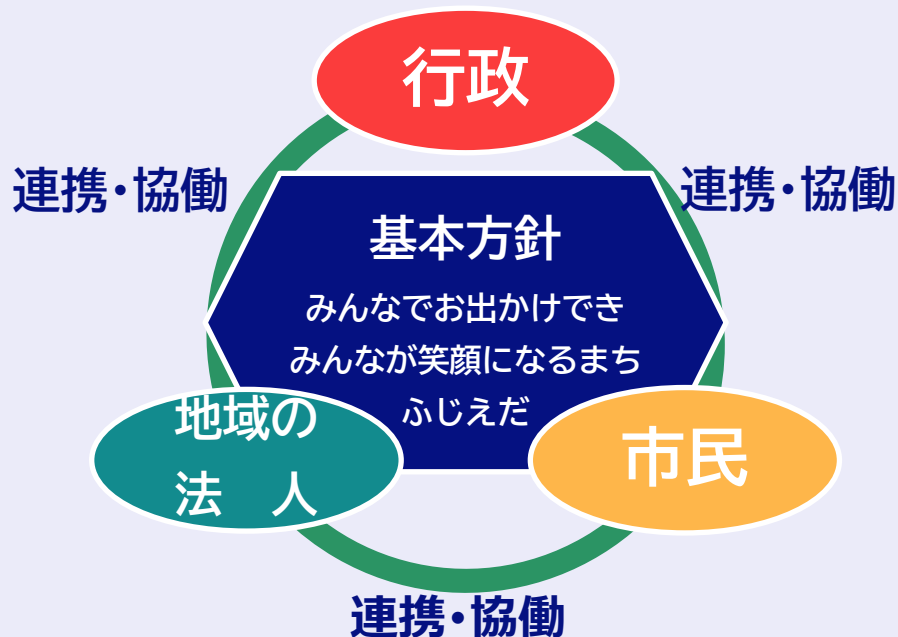 行政
連携・協働
連携・協働
基本方針
みんなでお出かけでき
みんなが笑顔になるまち
ふじえだ
地域の
法　人
市民
連携・協働